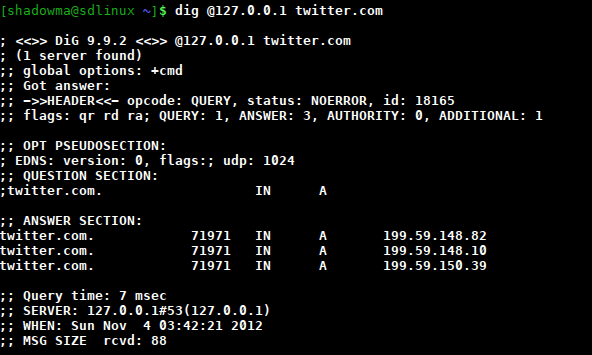 [shadowma@sdlinux ~]$ dig @127.0.0.1 twitter.com
; <<>> DiG 9.9.2 <<>> @127.0.0.1 twitter.com
; (1 server found)
;; global options: +cmd
;; Got answer:
;; ->>HEADER<<- opcode: QUERY, status: NOERROR, id: 18165
;; flags: qr rd ra; QUERY: 1, ANSWER: 3, AUTHORITY: 0, ADDITIONAL: 1
;; OPT PSEUDOSECTION:
; EDNS: version: 0, flags:; udp: 1024
;; QUESTION SECTION:
;twitter.com. IN A
;; ANSWER SECTION:
twitter.com. 71971 IN A 199.59.148.82
twitter.com. 71971 IN A 199.59.148.10
twitter.com. 71971 IN A 199.59.150.39
;; Query time: 7 msec
;; SERVER: 127.0.0.1#53(127.0.0.1)
;; WHEN: Sun Nov 4 03:42:21 2012
;; MSG SIZE rcvd: 88